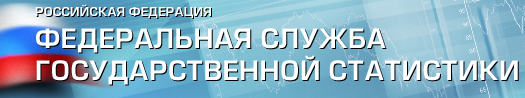 РОССИЙСКАЯ ФЕДЕРАЦИЯ
ФЕДЕРАЛЬНАЯ СЛУЖБА
ГОСУДАРСТВЕННОЙ СТАТИСТИКИ